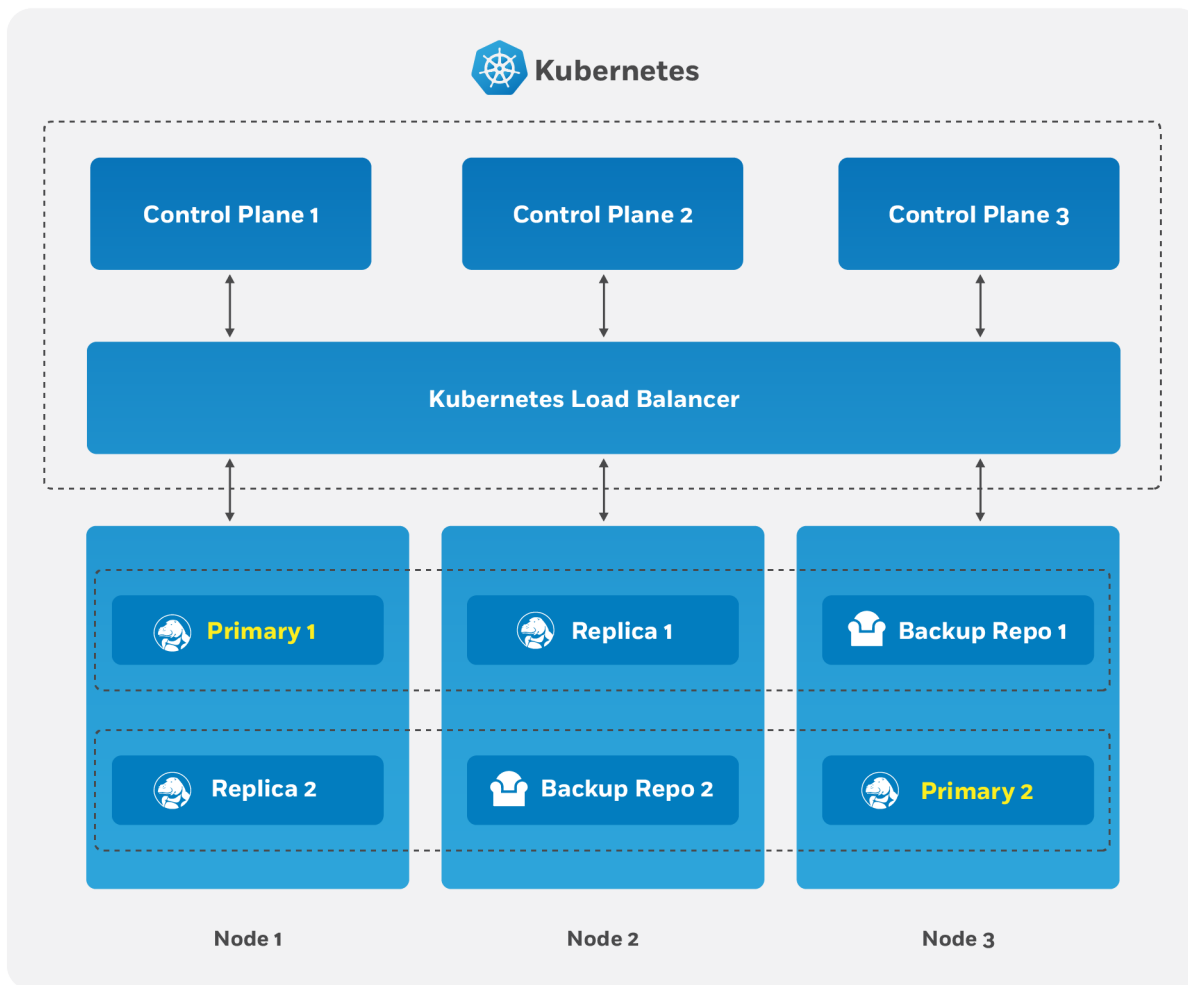 Kubernetes
Control Plane 1
Control Plane 2
Control Plane 3
Kubernetes Load Balancer
Primary 1
Replica 1
Backup Repo 1
Replica 2
Backup Repo 2
Primary 2
Node 1
Node 2
Node 3